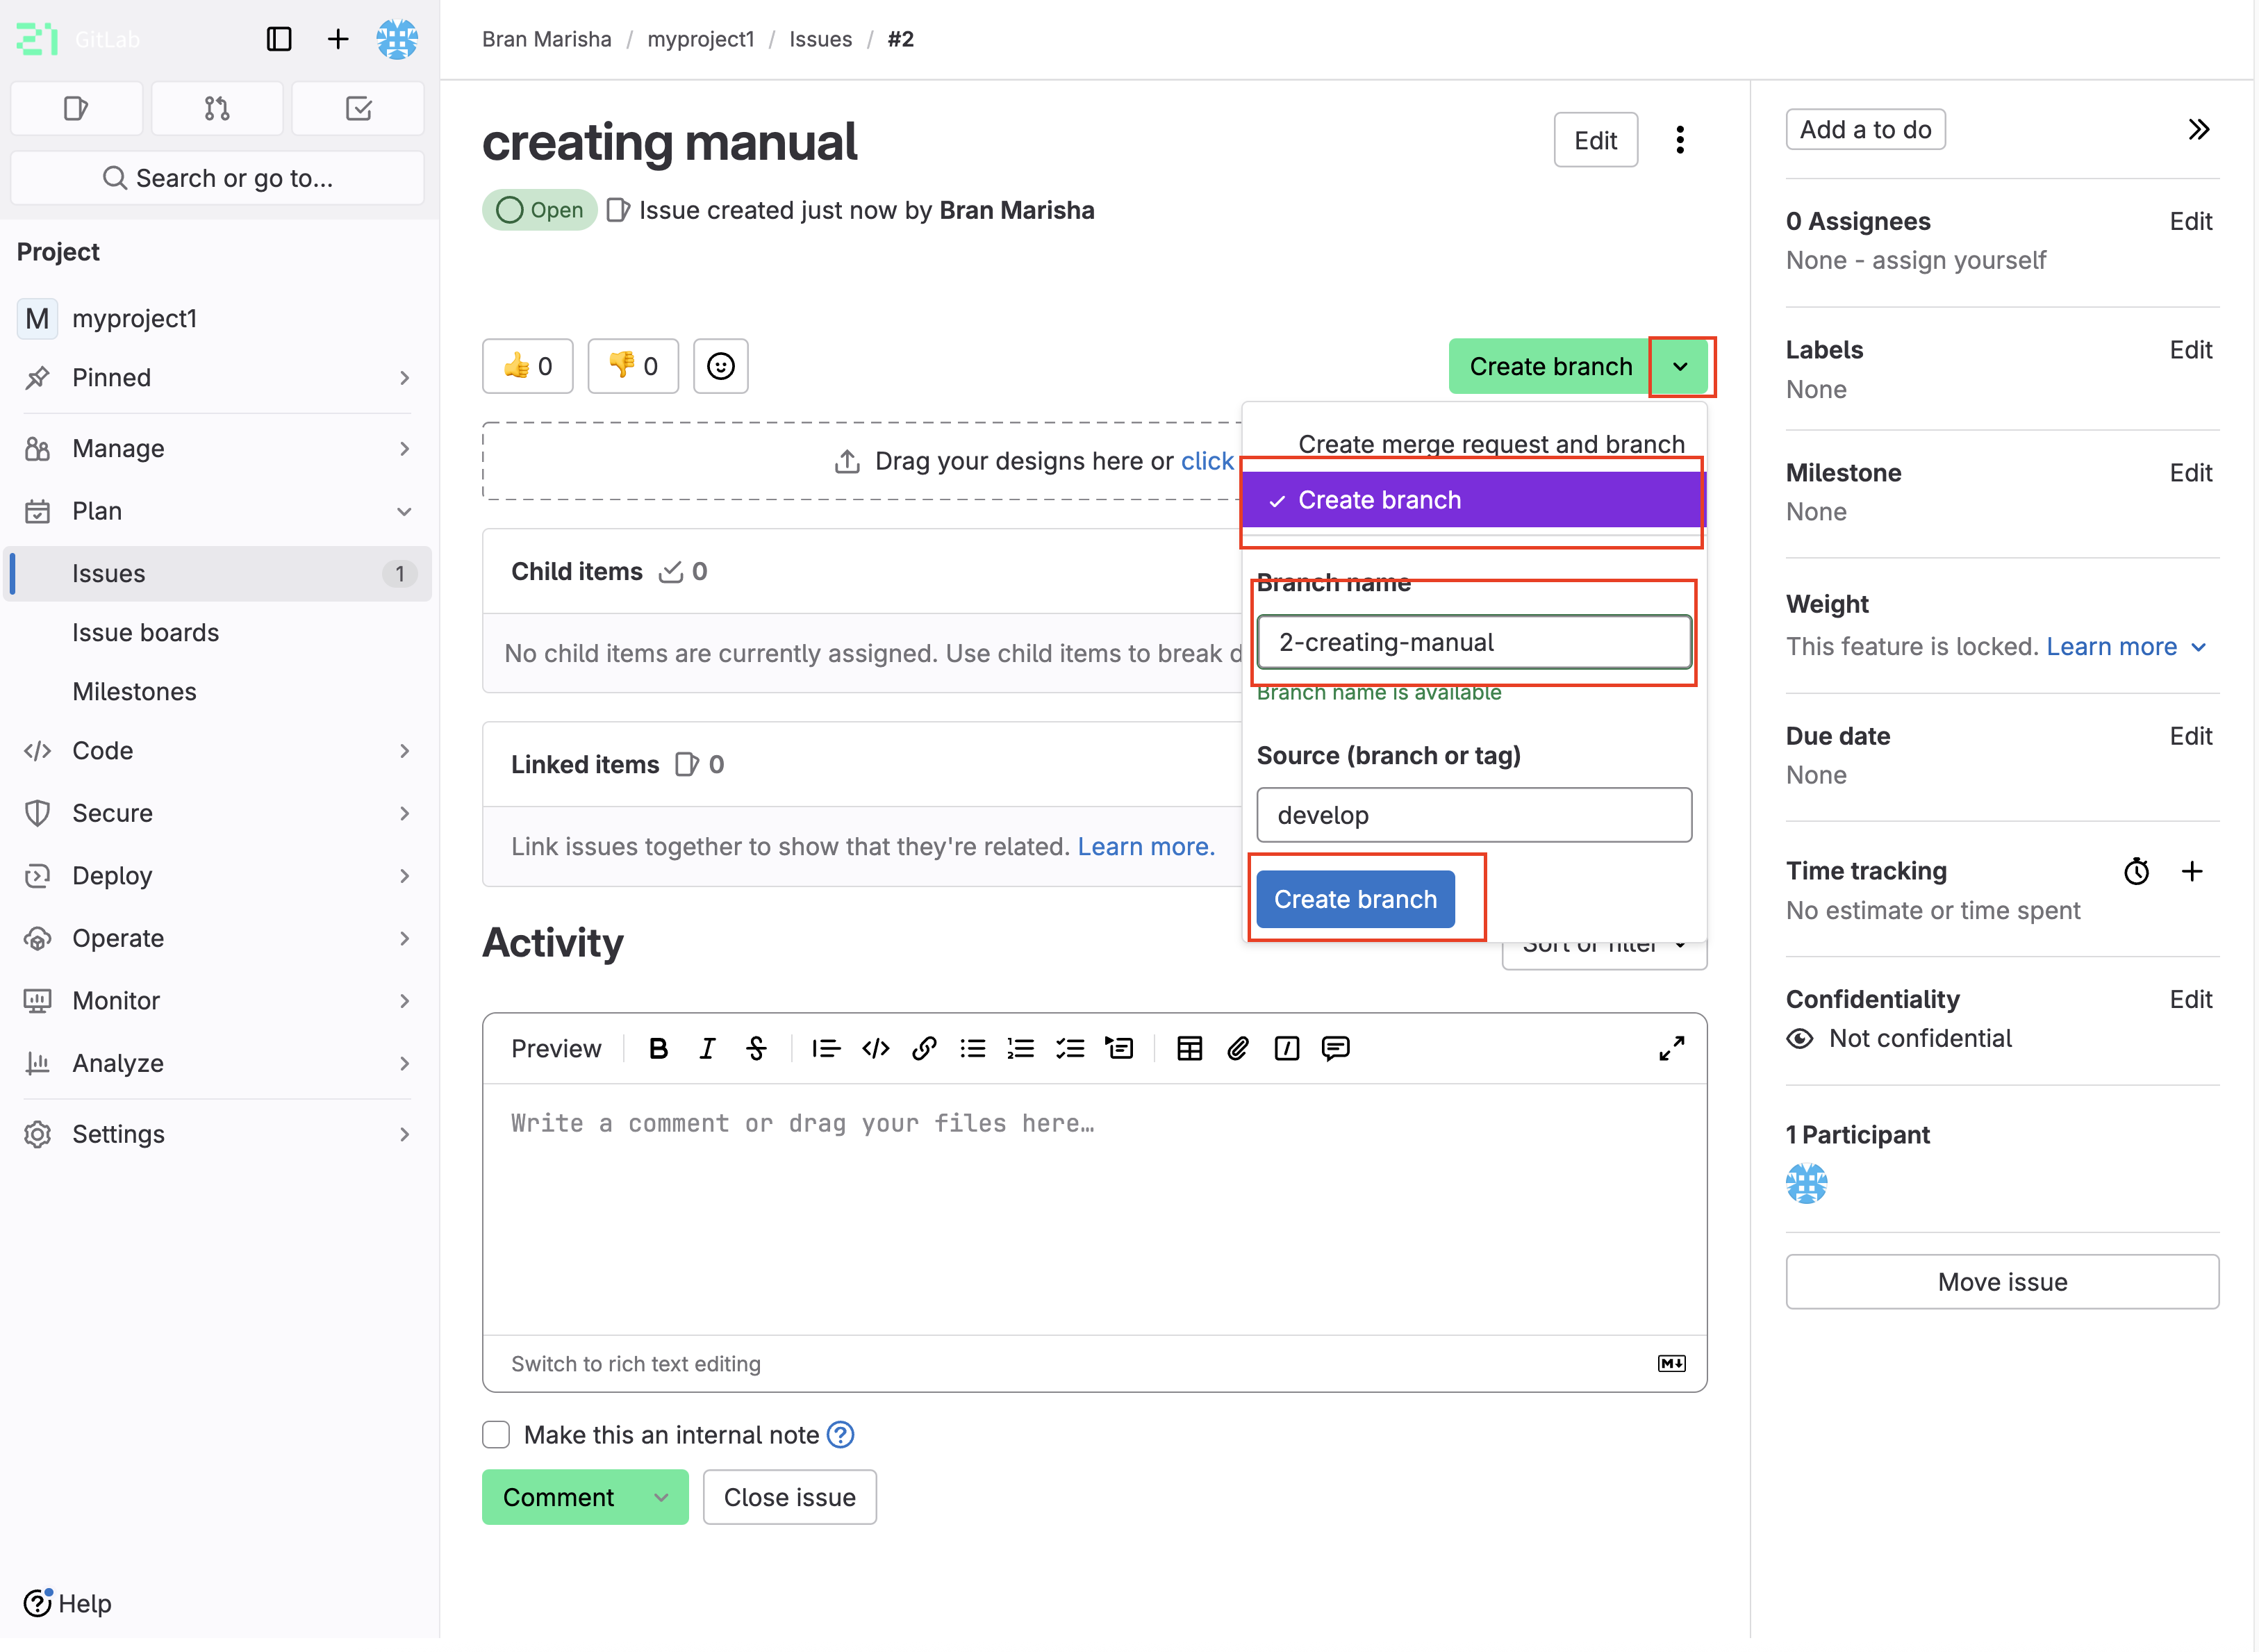 GitLab
Search or go to...
Project
M myproject1
Pinned
Manage
Plan
Issues 1
Issue boards
Milestones
Code
Secure
Deploy
Operate
Monitor
Analyze
Settings
Help
Bran Marisha / myproject1 / Issues / #2
creating manual
Edit
Open Issue created just now by Bran Marisha
0 0
Create branch
Create merge request and branch
Create branch
Branch name
2-creating-manual
Branch name is available
Source (branch or tag)
develop
Create branch
Drag your designs here or click
Child items 0
No child items are currently assigned. Use child items to break d
Linked items 0
Link issues together to show that they're related. Learn more.
Activity
Sort or filter
Preview
Write a comment or drag your files here…
Switch to rich text editing
Make this an internal note
Comment
Close issue
Add a to do
0 Assignees Edit
None - assign yourself
Labels Edit
None
Milestone Edit
None
Weight
This feature is locked. Learn more
Due date Edit
None
Time tracking
No estimate or time spent
Confidentiality Edit
Not confidential
1 Participant
Move issue